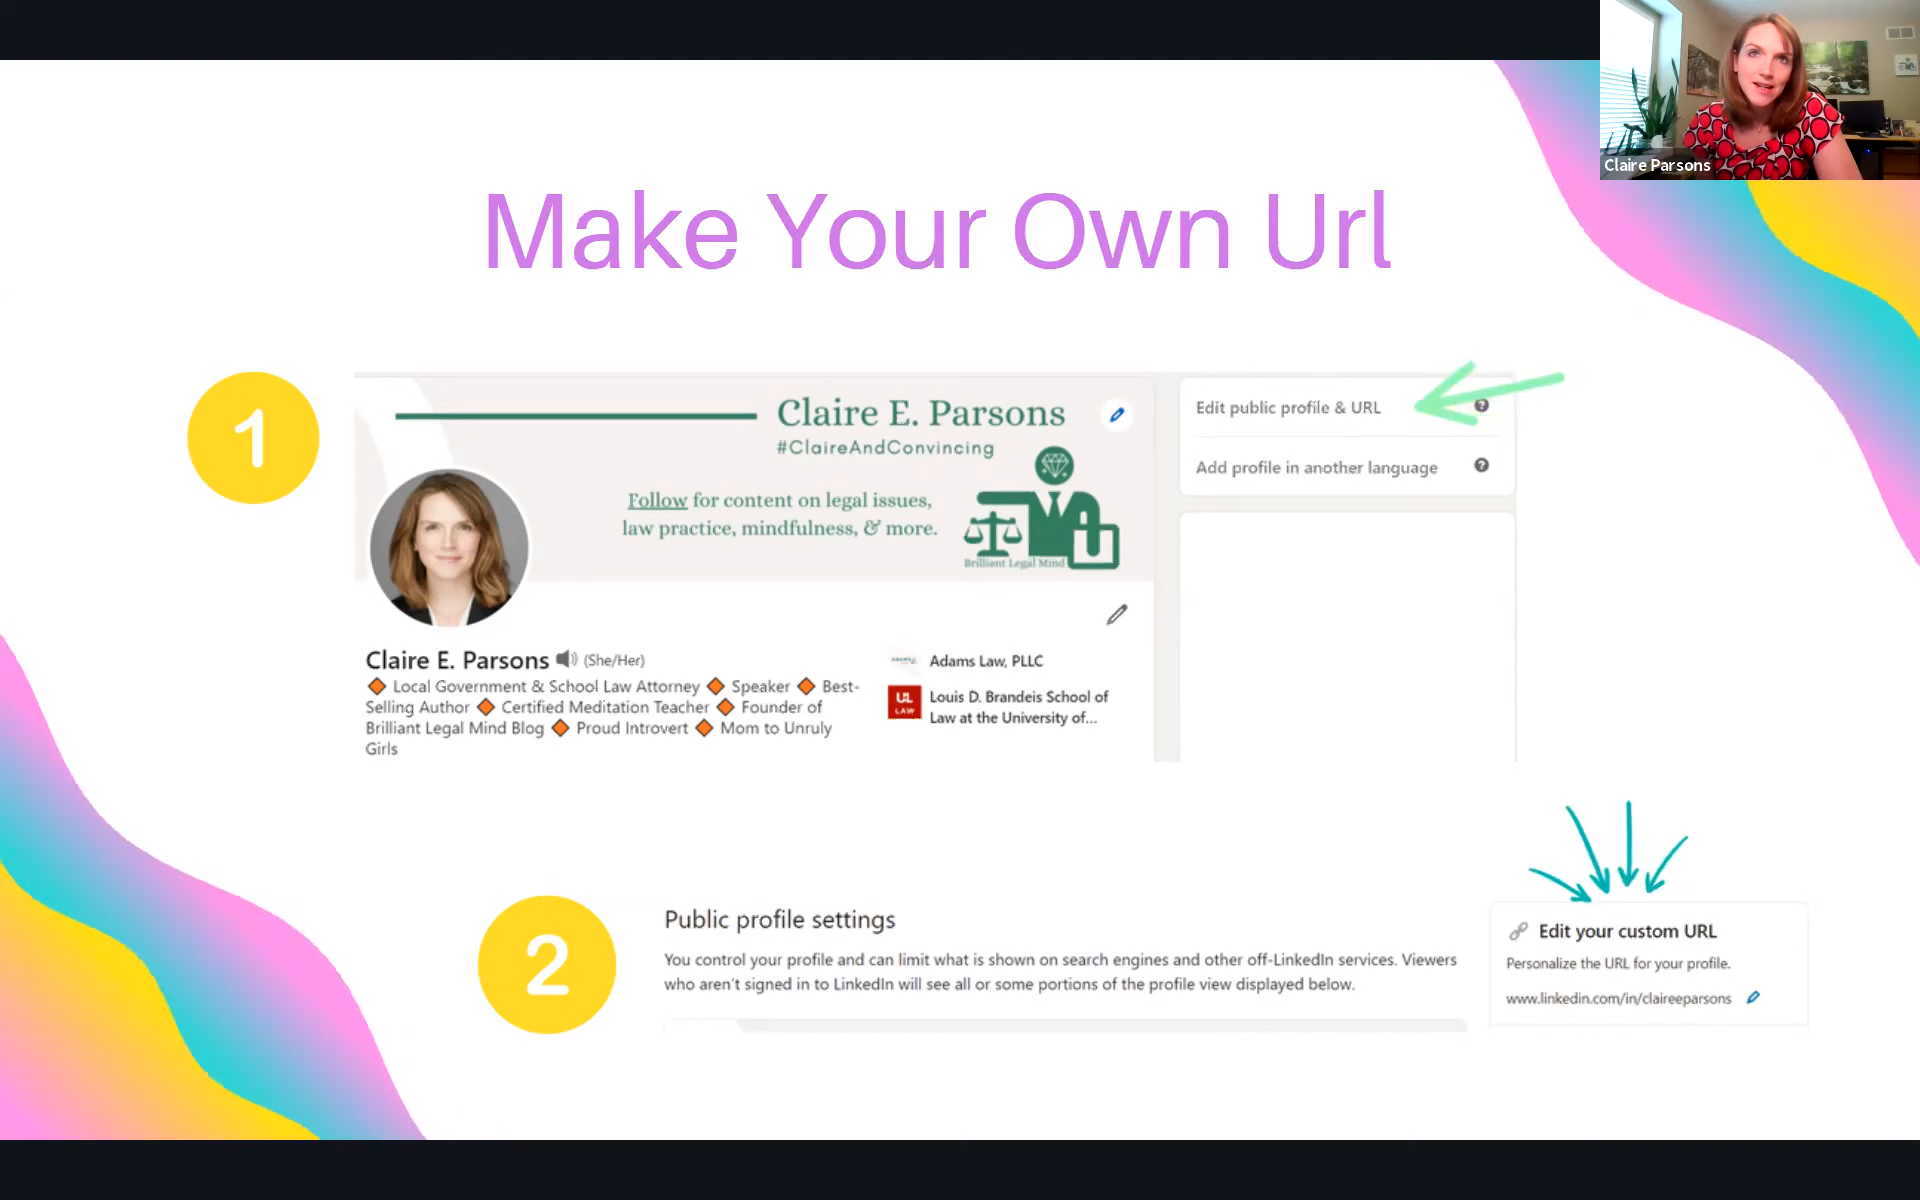 Claire Parsons
Make Your Own Url
1
Claire E. Parsons
#ClaireAndConvincing
Follow for content on legal issues,
law practice, mindfulness, & more.
Brilliant Legal Mind
Edit public profile & URL
Add profile in another language
Claire E. Parsons (She/Her)
🔶 Local Government & School Law Attorney 🔶 Speaker 🔶 Best-
Selling Author 🔶 Certified Meditation Teacher 🔶 Founder of
Brilliant Legal Mind Blog 🔶 Proud Introvert 🔶 Mom to Unruly
Girls
Adams Law, PLLC
UL
LAW
Louis D. Brandeis School of
Law at the University of...
2
Public profile settings
You control your profile and can limit what is shown on search engines and other off-LinkedIn services. Viewers
who aren't signed in to LinkedIn will see all or some portions of the profile view displayed below.
Edit your custom URL
Personalize the URL for your profile.
www.linkedin.com/in/claireeparsons